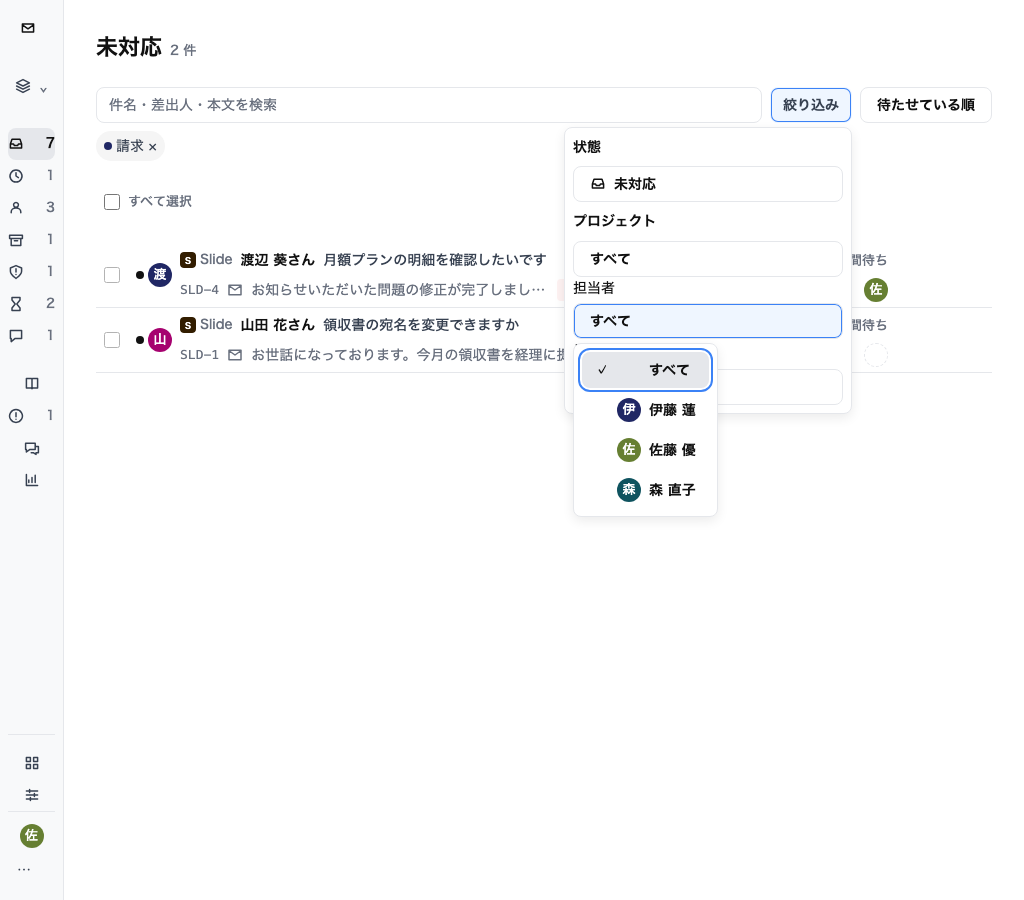 未対応 2 件
件名・差出人・本文を検索
絞り込み
待たせている順
請求 ×
すべて選択
7
1
3
1
1
2
1
1
渡
s Slide 渡辺 葵さん 月額プランの明細を確認したいです
間待ち
SLD-4 お知らせいただいた問題の修正が完了しまし…
佐
山
s Slide 山田 花さん 領収書の宛名を変更できますか
間待ち
SLD-1 お世話になっております。今月の領収書を経理に
状態
未対応
プロジェクト
すべて
担当者
すべて
✓ すべて
伊 伊藤 蓮
佐 佐藤 優
森 森 直子
佐
…